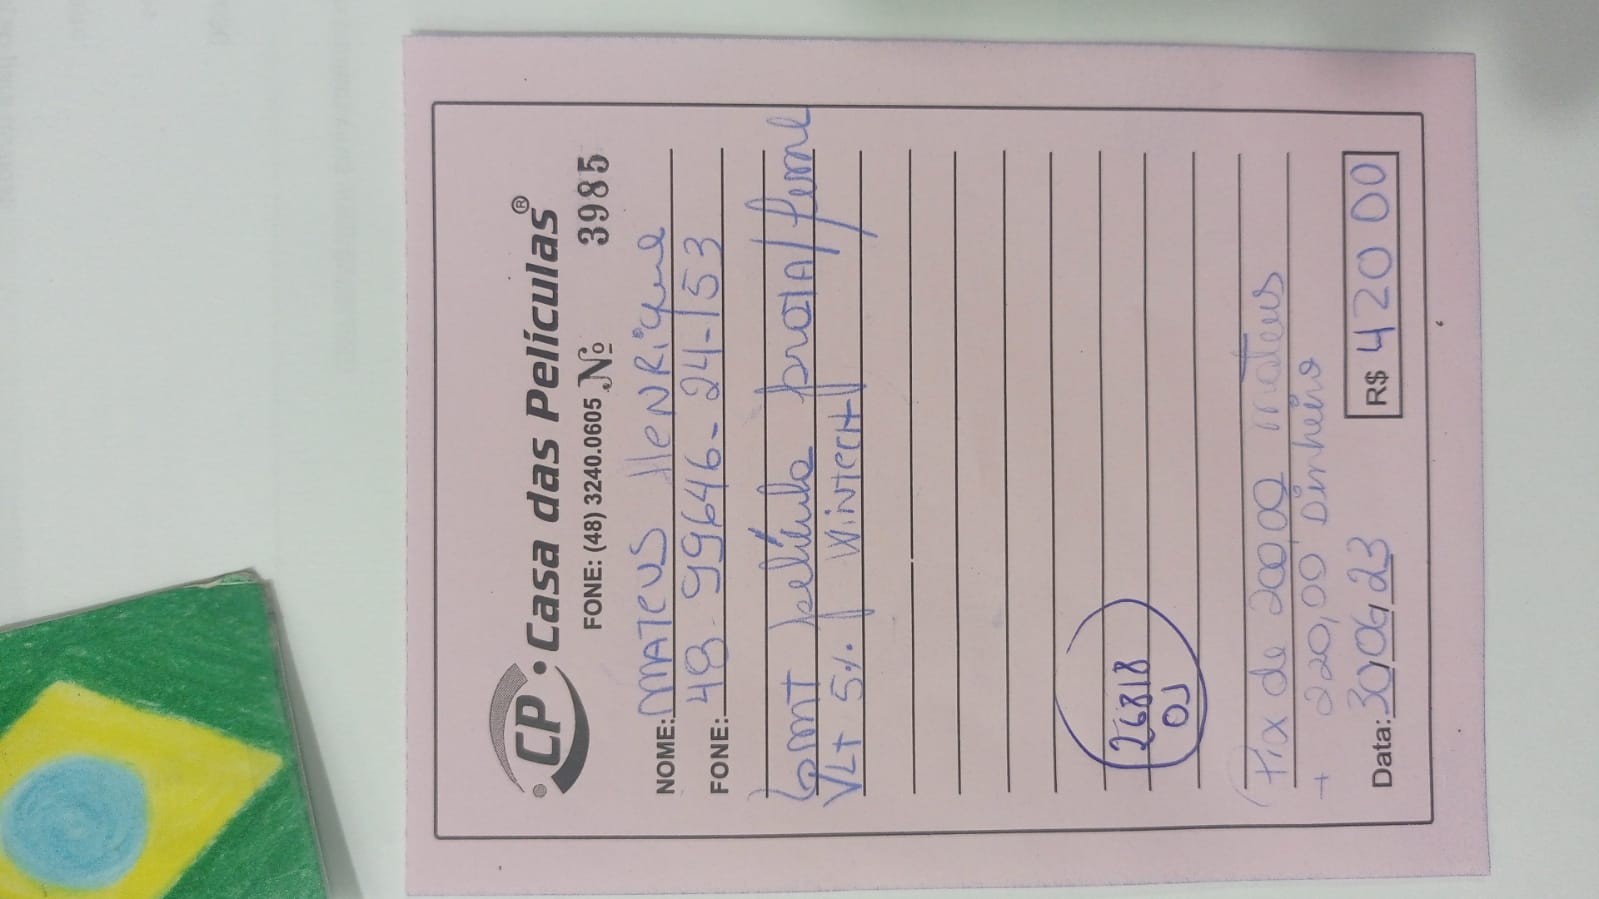 CP
Casa das Películas®
FONE: (48) 3240.0605 Nº 3985
NOME: MATEUS HENRIQUE
FONE: 48-99646-24-153
6MT película prata/fume
VLT 5% WINTECH
26818
OJ
Pix de 200,00 mateus
+ 220,00 Dinheiro
Data: 30,06,23 R$ 420 00